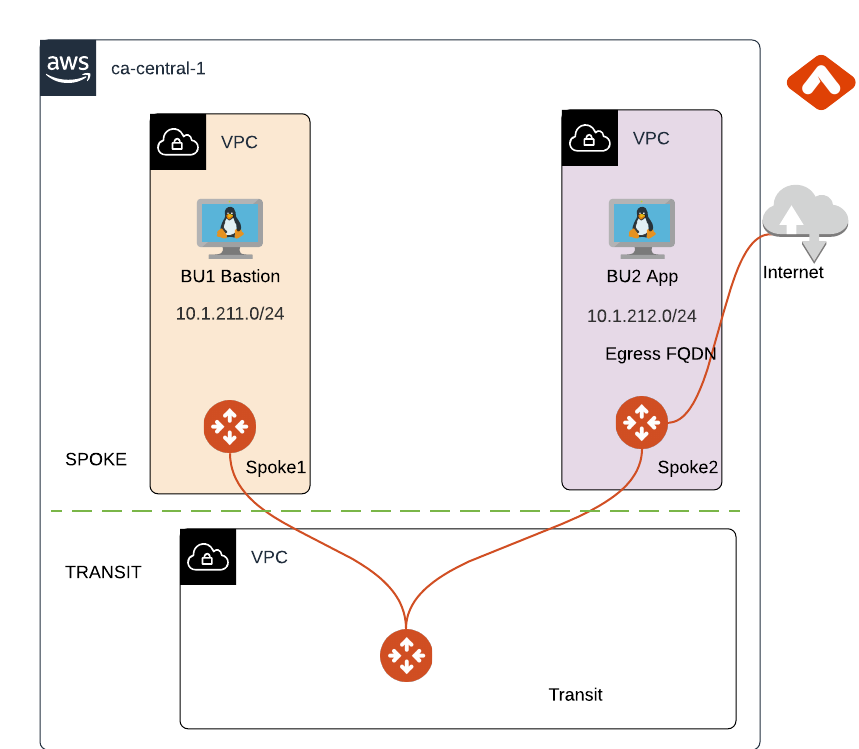 aws
ca-central-1
VPC
VPC
BU1 Bastion
BU2 App
Internet
10.1.211.0/24
10.1.212.0/24
Egress FQDN
SPOKE
Spoke1
Spoke2
TRANSIT
VPC
Transit